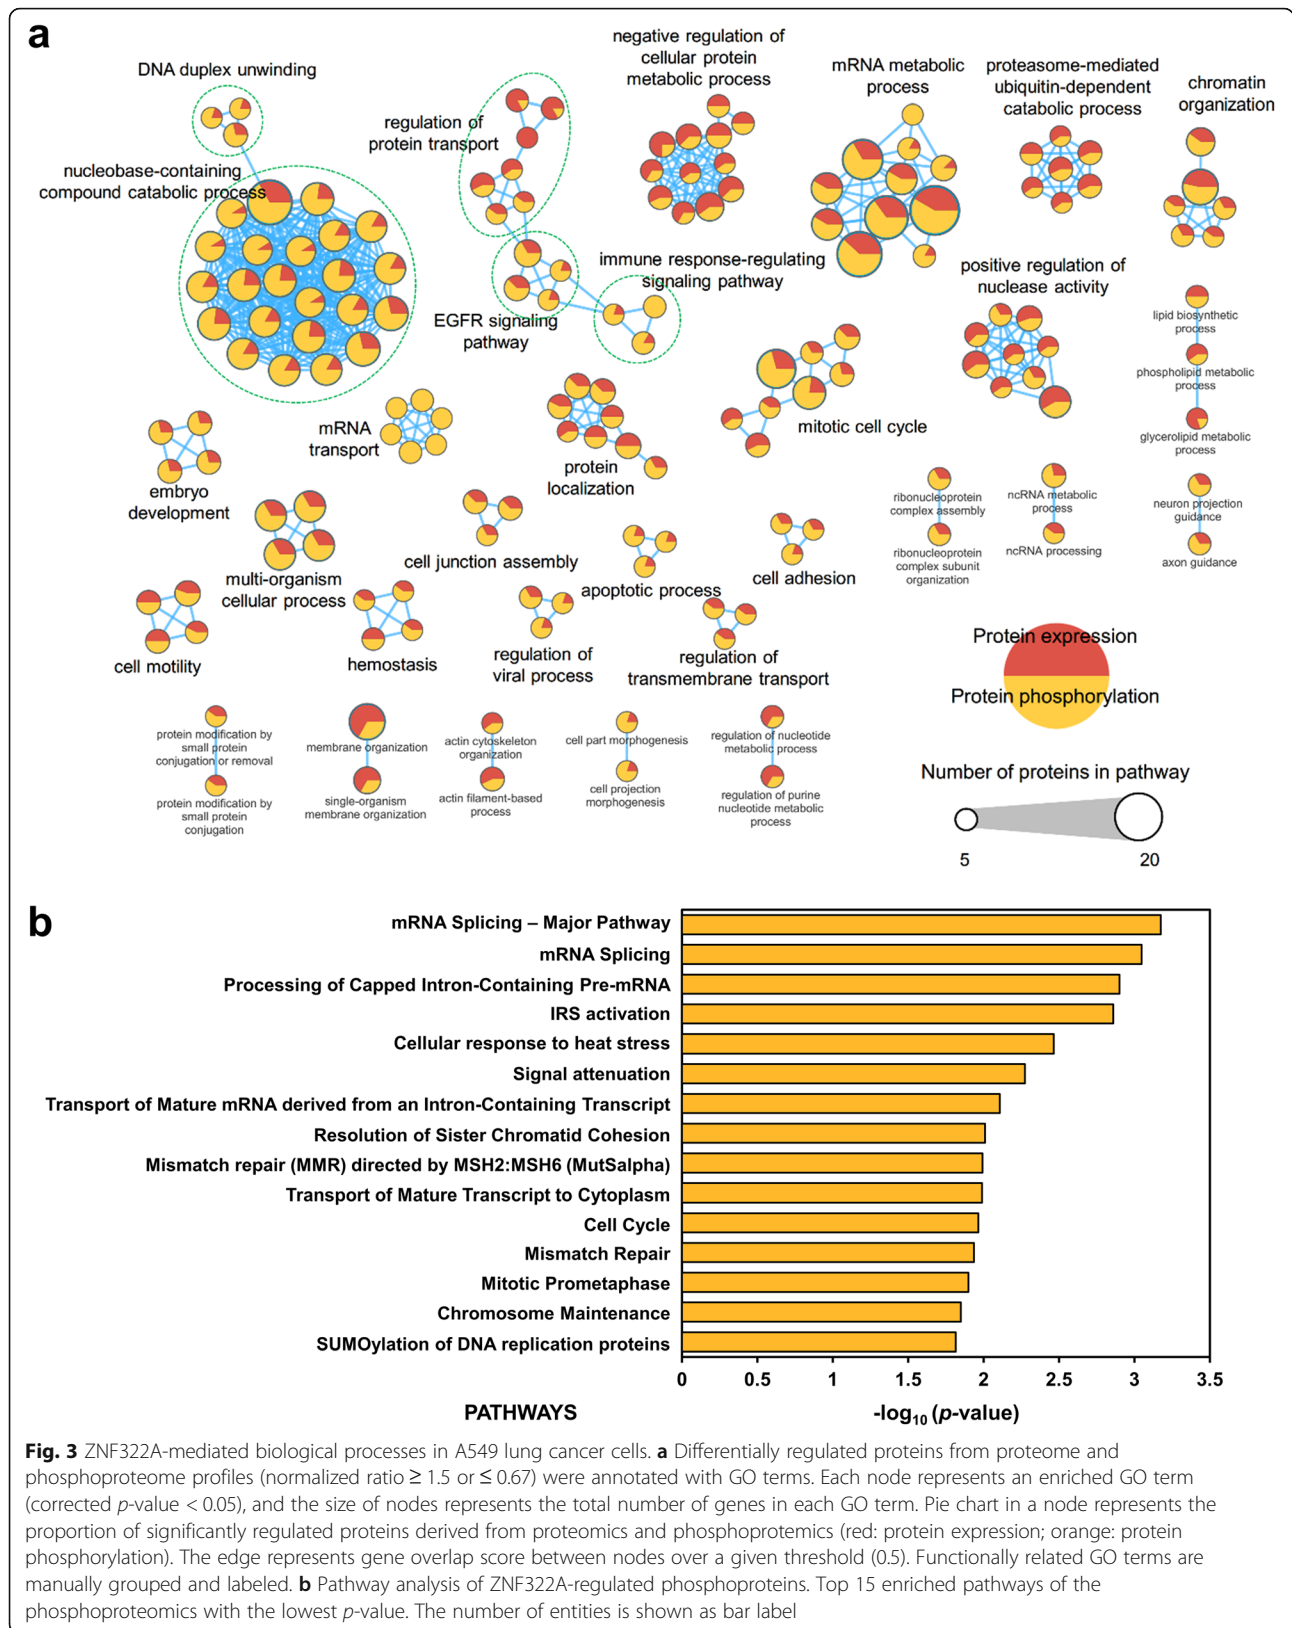 a
DNA duplex unwinding
nucleobase-containing
compound catabolic process
regulation of
protein transport
EGFR signaling
pathway
immune response-regulating
signaling pathway
negative regulation of
cellular protein
metabolic process
mRNA metabolic
process
proteasome-mediated
ubiquitin-dependent
catabolic process
chromatin
organization
positive regulation of
nuclease activity
lipid biosynthetic
process
phospholipid metabolic
process
glycerolipid metabolic
process
embryo
development
mRNA
transport
protein
localization
mitotic cell cycle
multi-organism
cellular process
cell junction assembly
apoptotic process
cell adhesion
ribonucleoprotein
complex assembly
ribonucleoprotein
complex subunit
organization
ncRNA metabolic
process
ncRNA processing
neuron projection
guidance
axon guidance
cell motility
hemostasis
regulation of
viral process
regulation of
transmembrane transport
Protein expression
Protein phosphorylation
protein modification by
small protein
conjugation or removal
protein modification by
small protein
conjugation
membrane organization
single-organism
membrane organization
actin cytoskeleton
organization
actin filament-based
process
cell part morphogenesis
cell projection
morphogenesis
regulation of nucleotide
metabolic process
regulation of purine
nucleotide metabolic
process
Number of proteins in pathway
5 20
b
mRNA Splicing – Major Pathway
mRNA Splicing
Processing of Capped Intron-Containing Pre-mRNA
IRS activation
Cellular response to heat stress
Signal attenuation
Transport of Mature mRNA derived from an Intron-Containing Transcript
Resolution of Sister Chromatid Cohesion
Mismatch repair (MMR) directed by MSH2:MSH6 (MutSalpha)
Transport of Mature Transcript to Cytoplasm
Cell Cycle
Mismatch Repair
Mitotic Prometaphase
Chromosome Maintenance
SUMOylation of DNA replication proteins
0 0.5 1 1.5 2 2.5 3 3.5
PATHWAYS -log10 (p-value)
Fig. 3 ZNF322A-mediated biological processes in A549 lung cancer cells. a Differentially regulated proteins from proteome and
phosphoproteome profiles (normalized ratio ≥ 1.5 or ≤ 0.67) were annotated with GO terms. Each node represents an enriched GO term
(corrected p-value < 0.05), and the size of nodes represents the total number of genes in each GO term. Pie chart in a node represents the
proportion of significantly regulated proteins derived from proteomics and phosphoprotemics (red: protein expression; orange: protein
phosphorylation). The edge represents gene overlap score between nodes over a given threshold (0.5). Functionally related GO terms are
manually grouped and labeled. b Pathway analysis of ZNF322A-regulated phosphoproteins. Top 15 enriched pathways of the
phosphoproteomics with the lowest p-value. The number of entities is shown as bar label